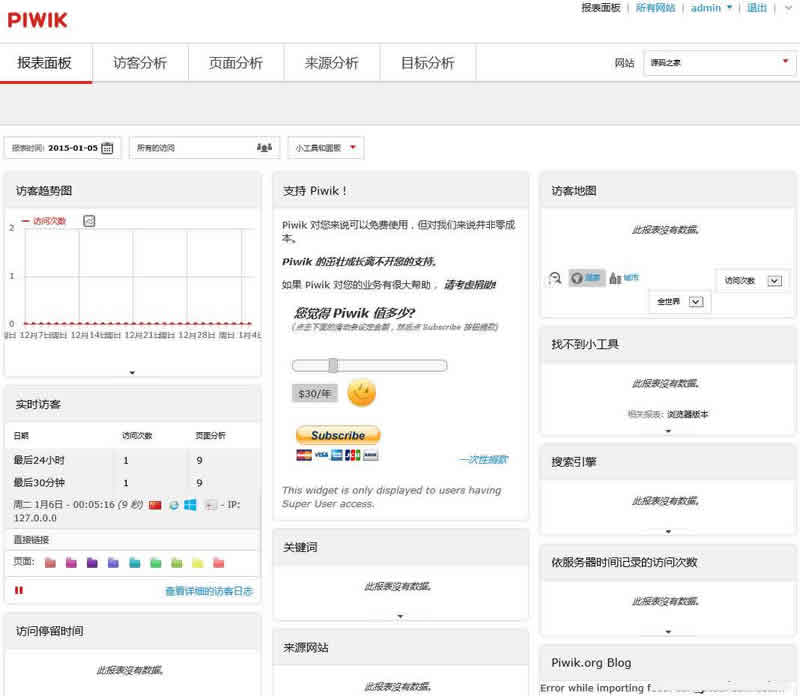 PIWIK
报表面板 | 所有网站 | admin | 退出 |
报表面板 访客分析 页面分析 来源分析 目标分析 网站 源码之家
报表时间: 2015-01-05 所有的访问 小工具和面板
访客趋势图
访问次数
2
1
0
周日 12月7日 周日 12月14日 周日 12月21日 周日 12月28日 周日 1月4日
实时访客
日期 访问次数 页面分析
最后24小时 1 9
最后30分钟 1 9
周二 1月6日 - 00:05:16 (9 秒) - IP:
127.0.0.0
直接链接
页面:
查看详细的访客日志
访问停留时间
此报表没有数据。
支持 Piwik！
Piwik 对您来说可以免费使用，但对我们来说并非零成
本。
Piwik 的茁壮成长离不开您的支持。
如果 Piwik 对您的业务有很大帮助， 请考虑捐助!
您觉得 Piwik 值多少?
(点击下面的滑动条设定金额，然后点 Subscribe 按钮捐款)
$30/年
Subscribe
VISA JCB
一次性捐款
This widget is only displayed to users having
Super User access.
关键词
此报表没有数据。
来源网站
此报表没有数据。
访客地图
此报表没有数据。
国家 城市 访问次数
全世界
找不到小工具
此报表没有数据。
相关报表: 浏览器版本
搜索引擎
此报表没有数据。
依服务器时间记录的访问次数
此报表没有数据。
Piwik.org Blog
Error while importing